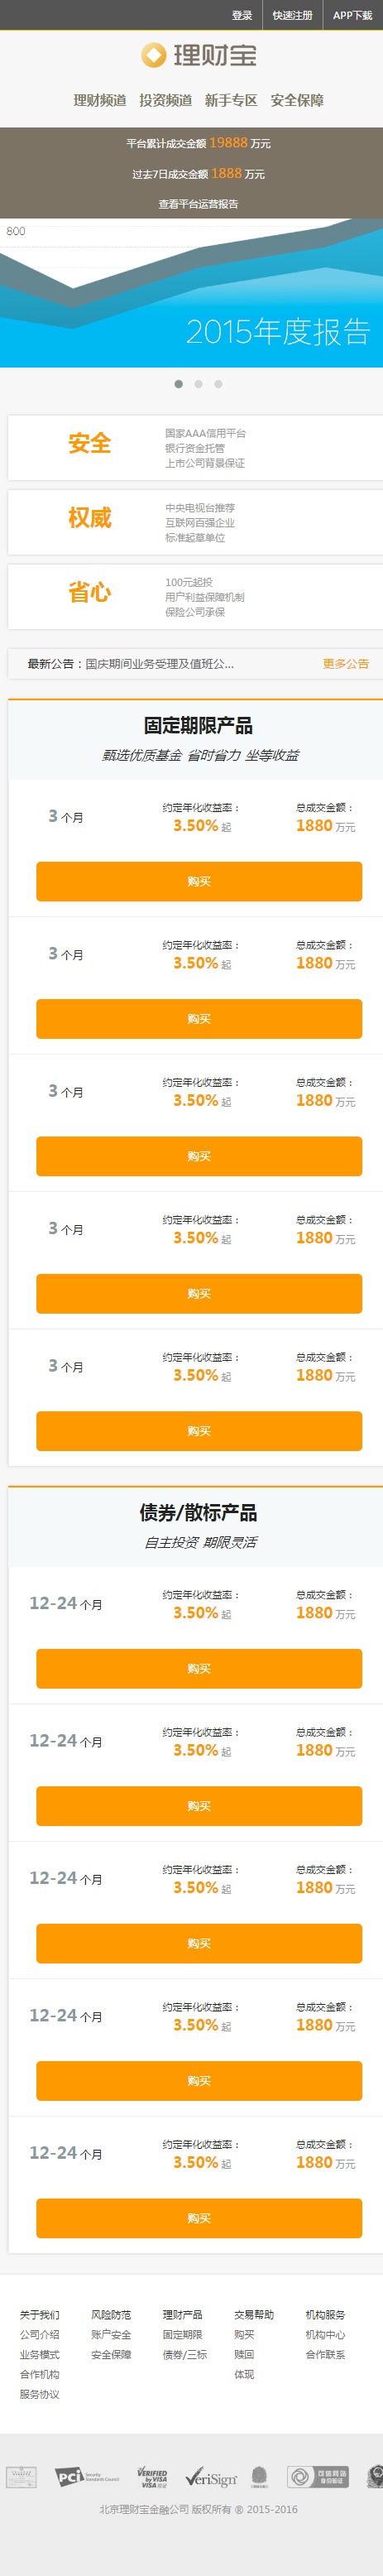 登录 快速注册 APP下载
理财宝
理财频道 投资频道 新手专区 安全保障
平台累计成交金额 19888 万元
过去7日成交金额 1888 万元
查看平台运营报告
800
2015年度报告
安全
国家AAA信用平台
银行资金托管
上市公司背景保证
权威
中央电视台推荐
互联网百强企业
标准起草单位
省心
100元起投
用户利益保障机制
保险公司承保
最新公告：国庆期间业务受理及值班公... 更多公告
固定期限产品
甄选优质基金 省时省力 坐等收益
3 个月 约定年化收益率： 总成交金额：
3.50% 起 1880 万元
购买
3 个月 约定年化收益率： 总成交金额：
3.50% 起 1880 万元
购买
3 个月 约定年化收益率： 总成交金额：
3.50% 起 1880 万元
购买
3 个月 约定年化收益率： 总成交金额：
3.50% 起 1880 万元
购买
3 个月 约定年化收益率： 总成交金额：
3.50% 起 1880 万元
购买
债券/散标产品
自主投资 期限灵活
12-24 个月 约定年化收益率： 总成交金额：
3.50% 起 1880 万元
购买
12-24 个月 约定年化收益率： 总成交金额：
3.50% 起 1880 万元
购买
12-24 个月 约定年化收益率： 总成交金额：
3.50% 起 1880 万元
购买
12-24 个月 约定年化收益率： 总成交金额：
3.50% 起 1880 万元
购买
12-24 个月 约定年化收益率： 总成交金额：
3.50% 起 1880 万元
购买
关于我们 风险防范 理财产品 交易帮助 机构服务
公司介绍 账户安全 固定期限 购买 机构中心
业务模式 安全保障 债券/三标 赎回 合作联系
合作机构 体现
服务协议
PCi Security Standards Council VERIFIED by VISA VeriSign 可信网站 身份验证
北京理财宝金融公司 版权所有 ® 2015-2016